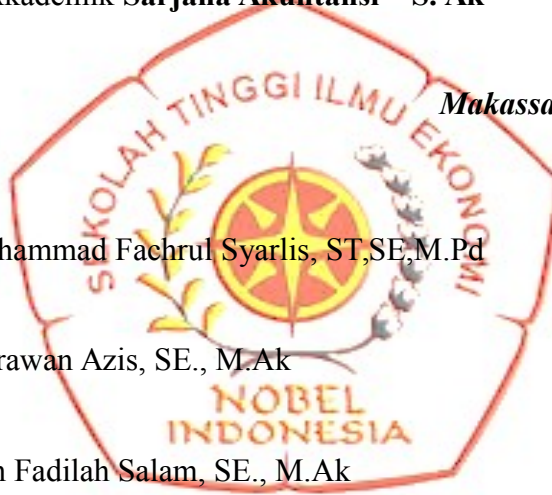 Akademik Sarjana Akuntansi – S. Ak
SEKOLAH TINGGI ILMU EKONOMI
Makassa
hammad Fachrul Syarlis, ST,SE,M.Pd
rawan Azis, SE., M.Ak
NOBEL
INDONESIA
Fadilah Salam, SE., M.Ak